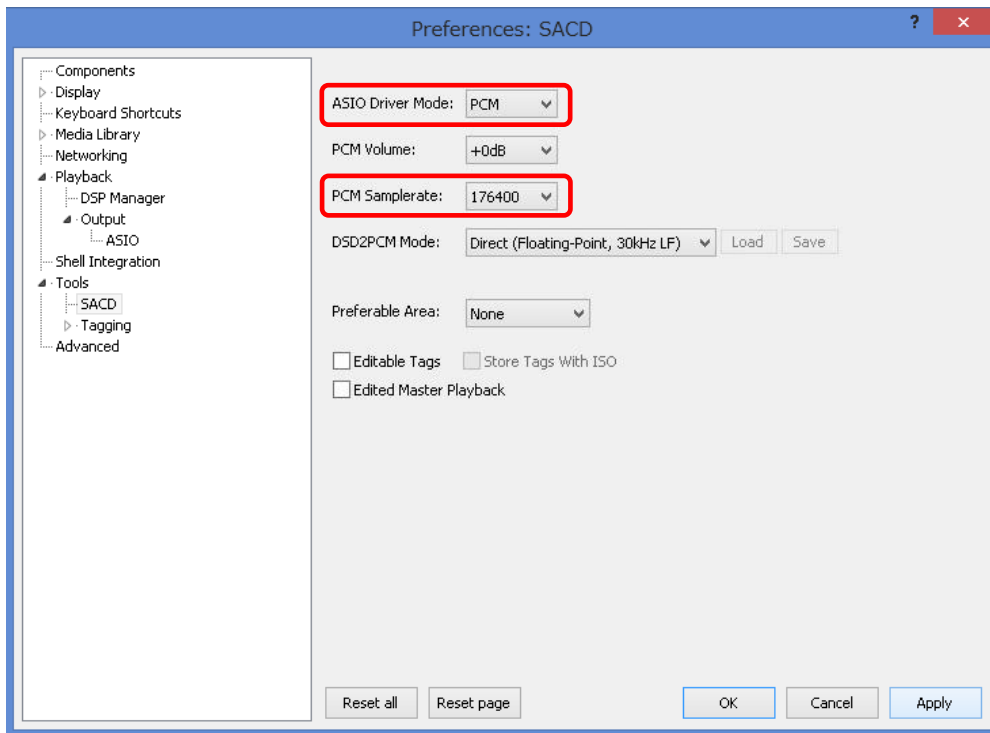 Preferences: SACD
?
×
Components
Display
Keyboard Shortcuts
Media Library
Networking
Playback
DSP Manager
Output
ASIO
Shell Integration
Tools
SACD
Tagging
Advanced
ASIO Driver Mode: PCM
PCM Volume: +0dB
PCM Samplerate: 176400
DSD2PCM Mode: Direct (Floating-Point, 30kHz LF) Load Save
Preferable Area: None
Editable Tags Store Tags With ISO
Edited Master Playback
Reset all Reset page OK Cancel Apply